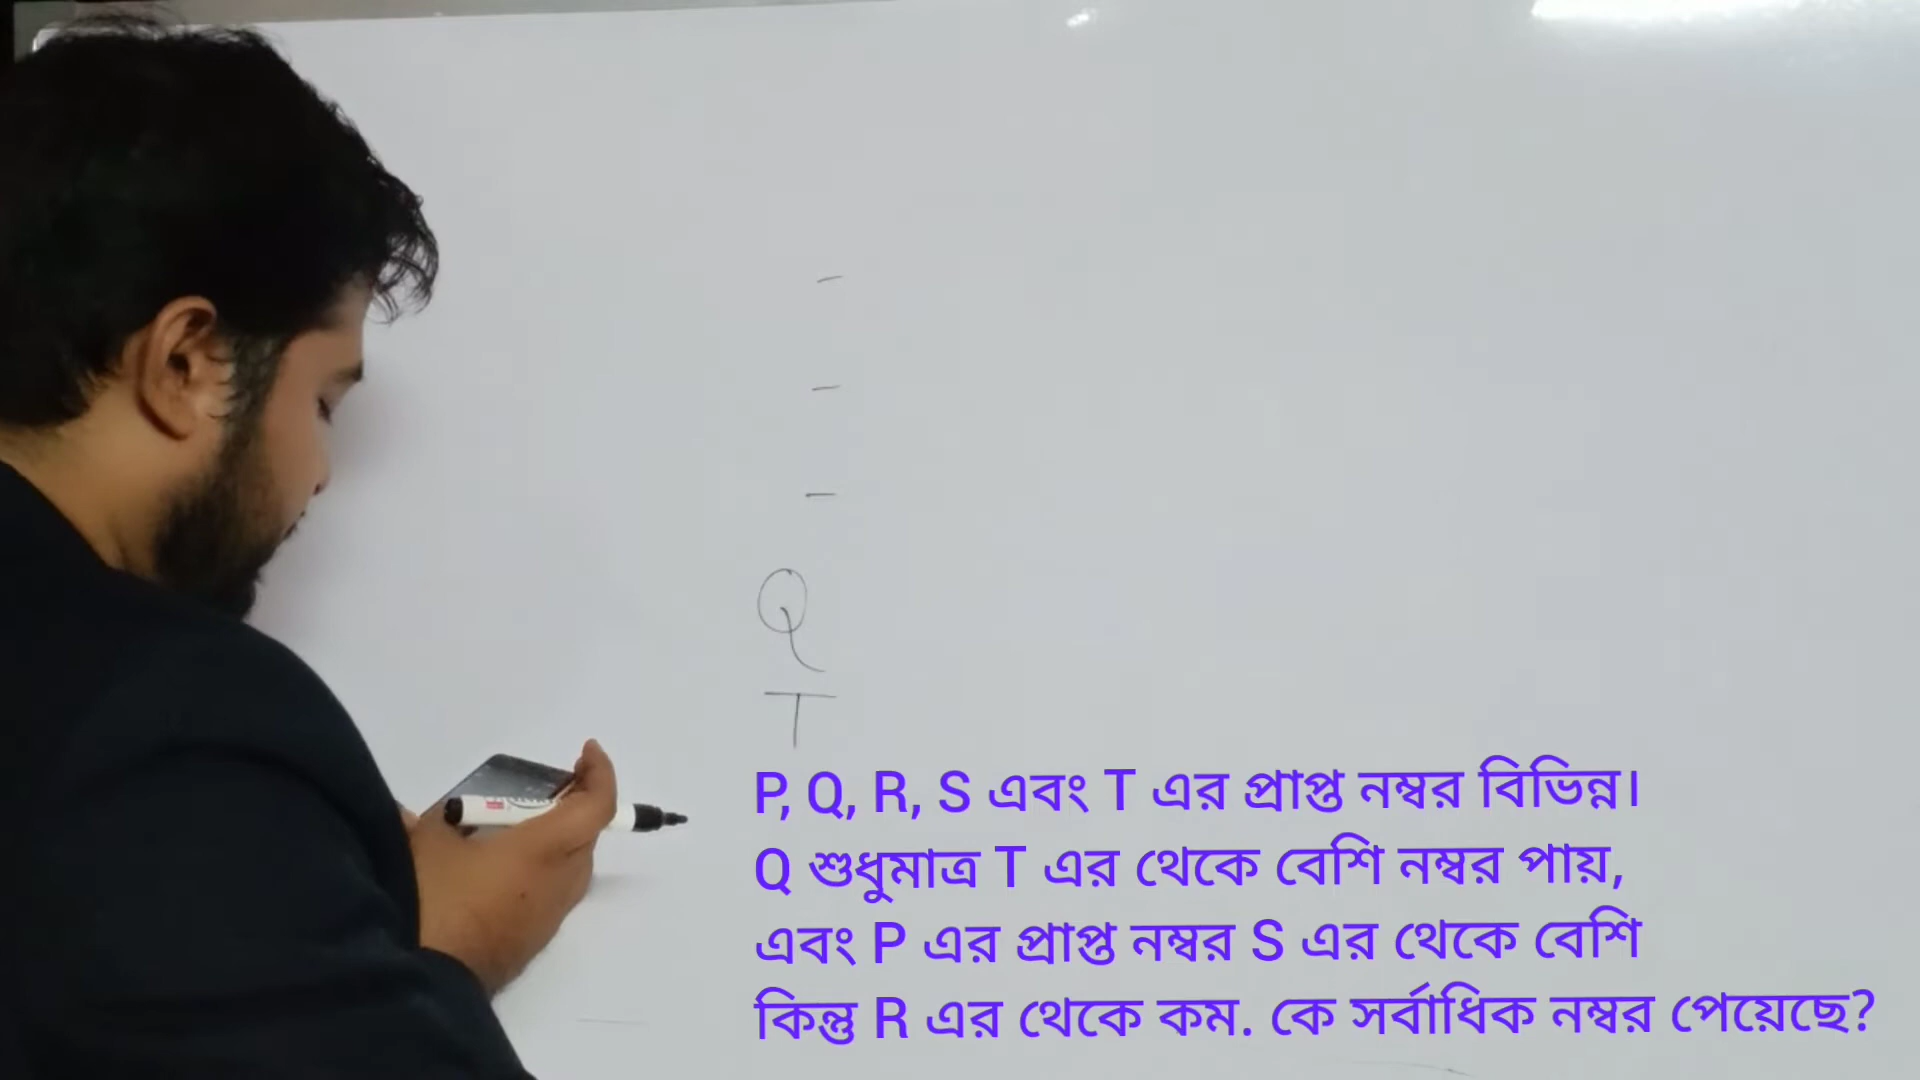 –
–
–
Q
T
P, Q, R, S এবং T এর প্রাপ্ত নম্বর বিভিন্ন।
Q শুধুমাত্র T এর থেকে বেশি নম্বর পায়,
এবং P এর প্রাপ্ত নম্বর S এর থেকে বেশি
কিন্তু R এর থেকে কম. কে সর্বাধিক নম্বর পেয়েছে?